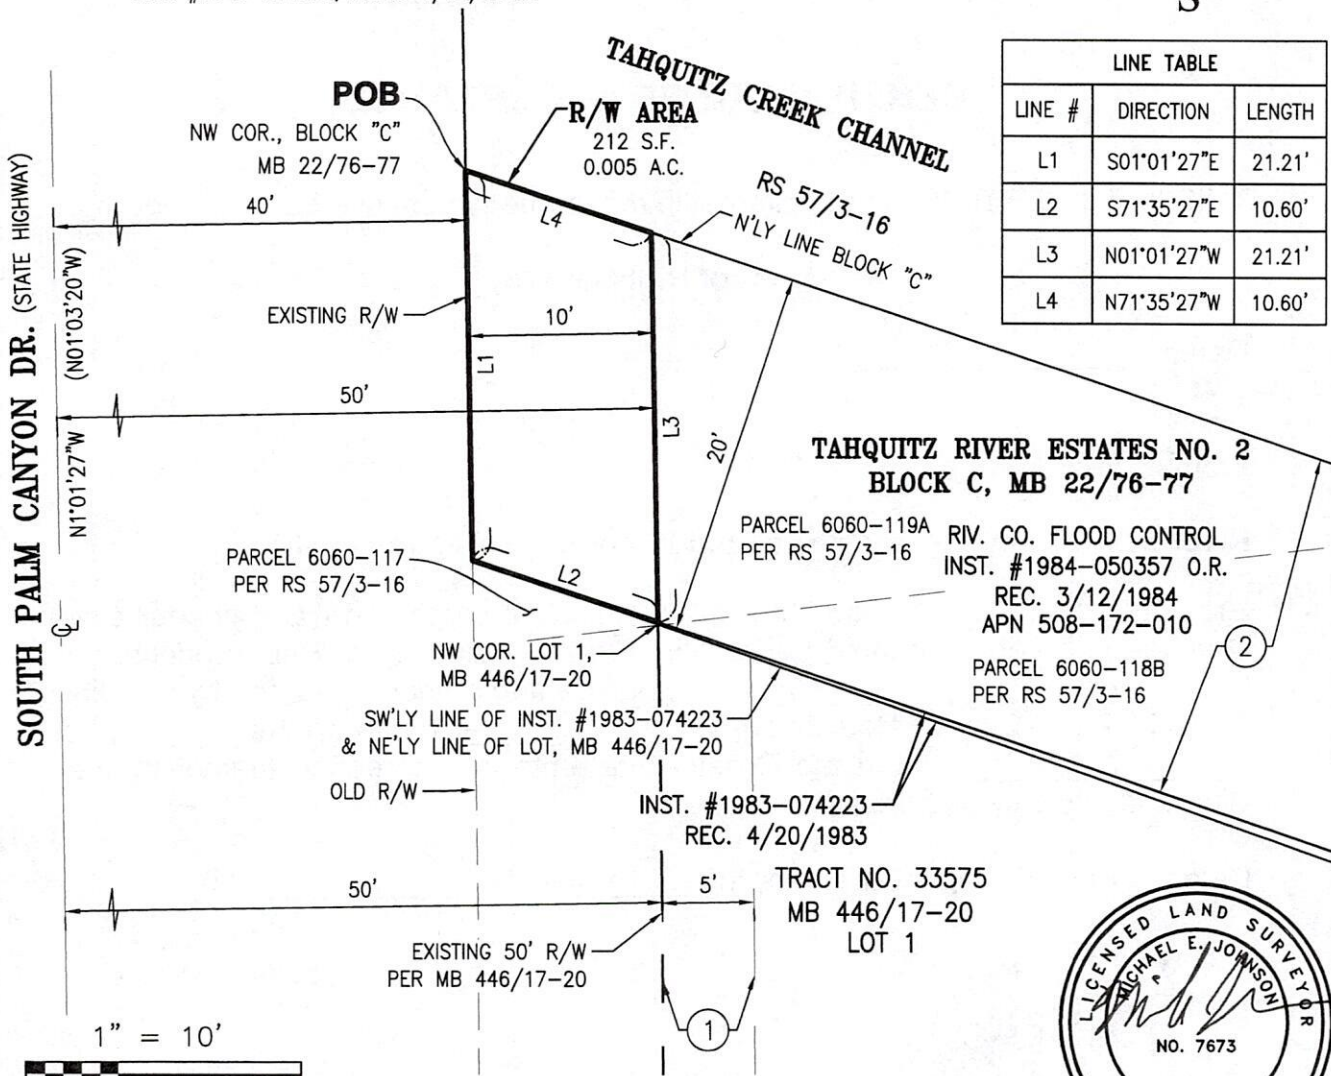 S
LINE TABLE
LINE # DIRECTION LENGTH
L1 S01°01'27"E 21.21'
L2 S71°35'27"E 10.60'
L3 N01°01'27"W 21.21'
L4 N71°35'27"W 10.60'
TAHQUITZ CREEK CHANNEL
POB
NW COR., BLOCK "C"
MB 22/76-77
R/W AREA
212 S.F.
0.005 A.C.
RS 57/3-16
N'LY LINE BLOCK "C"
40'
L4
EXISTING R/W
10'
L1
50'
L3
20'
SOUTH PALM CANYON DR. (STATE HIGHWAY)
N1°01'27"W (N01°03'20"W)
TAHQUITZ RIVER ESTATES NO. 2
BLOCK C, MB 22/76-77
PARCEL 6060-119A
PER RS 57/3-16
RIV. CO. FLOOD CONTROL
INST. #1984-050357 O.R.
REC. 3/12/1984
APN 508-172-010
PARCEL 6060-117
PER RS 57/3-16
L2
NW COR. LOT 1,
MB 446/17-20
PARCEL 6060-118B
PER RS 57/3-16
2
SW'LY LINE OF INST. #1983-074223
& NE'LY LINE OF LOT, MB 446/17-20
OLD R/W
INST. #1983-074223
REC. 4/20/1983
50'
5'
TRACT NO. 33575
MB 446/17-20
LOT 1
EXISTING 50' R/W
PER MB 446/17-20
1
1" = 10'
LICENSED LAND SURVEYOR
MICHAEL E. JOHNSON
NO. 7673